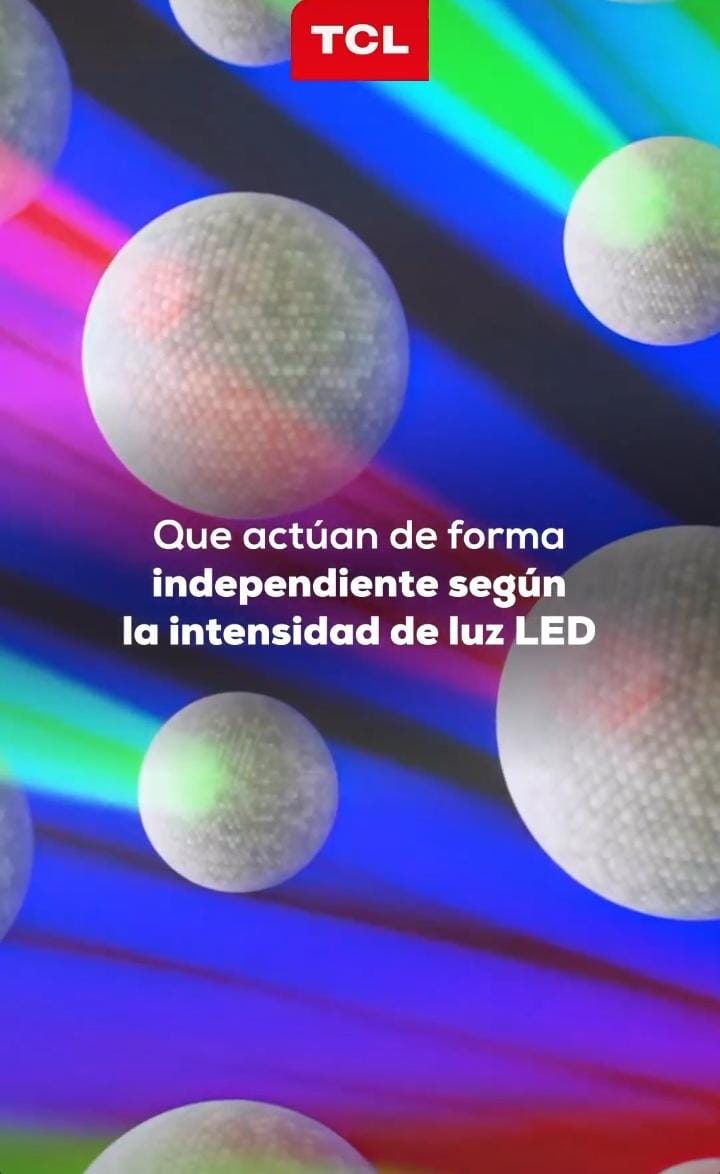 TCL
Que actúan de forma
independiente según
la intensidad de luz LED